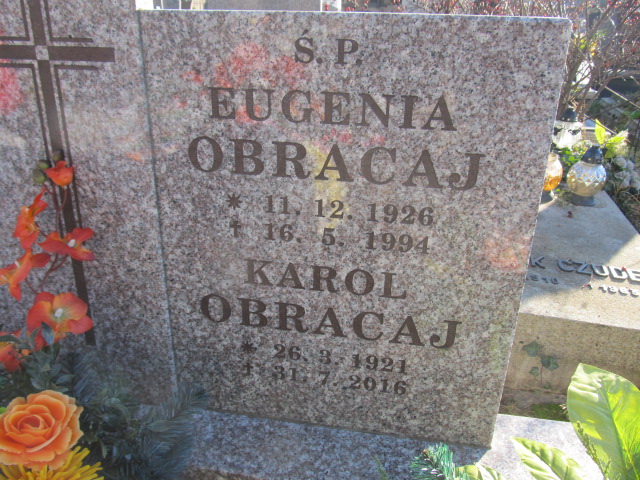 Ś. P.
EUGENIA
OBRACAJ
* 11. 12. 1926
† 16. 5. 1994
KAROL
OBRACAJ
* 26. 3. 1921
† 31. 7. 2016